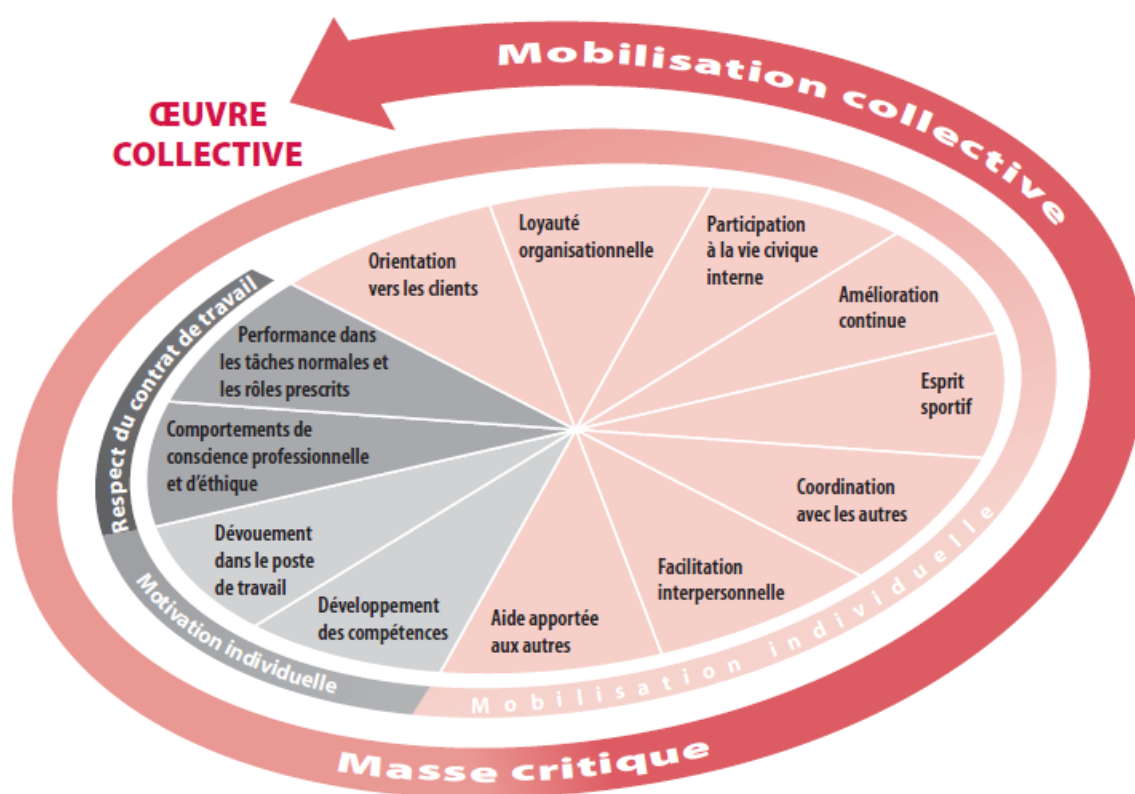 Mobilisation collective
ŒUVRE
COLLECTIVE
Loyauté
organisationnelle
Participation
à la vie civique
interne
Orientation
vers les clients
Amélioration
continue
Respect du contrat de travail
Performance dans
les tâches normales et
les rôles prescrits
Esprit
sportif
Comportements de
conscience professionnelle
et d'éthique
Coordination
avec les autres
Dévouement
dans le poste
de travail
Facilitation
interpersonnelle
Développement
des compétences
Aide apportée
aux autres
Motivation individuelle
Mobilisation individuelle
Masse critique